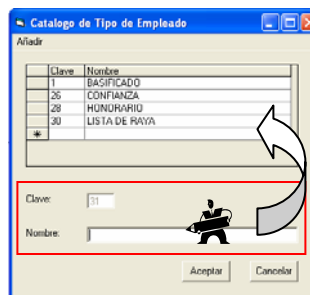 Catalogo de Tipo de Empleado
Añadir
Clave Nombre
1 BASIFICADO
26 CONFIANZA
28 HONORARIO
30 LISTA DE RAYA
Clave: 31
Nombre:
Aceptar Cancelar